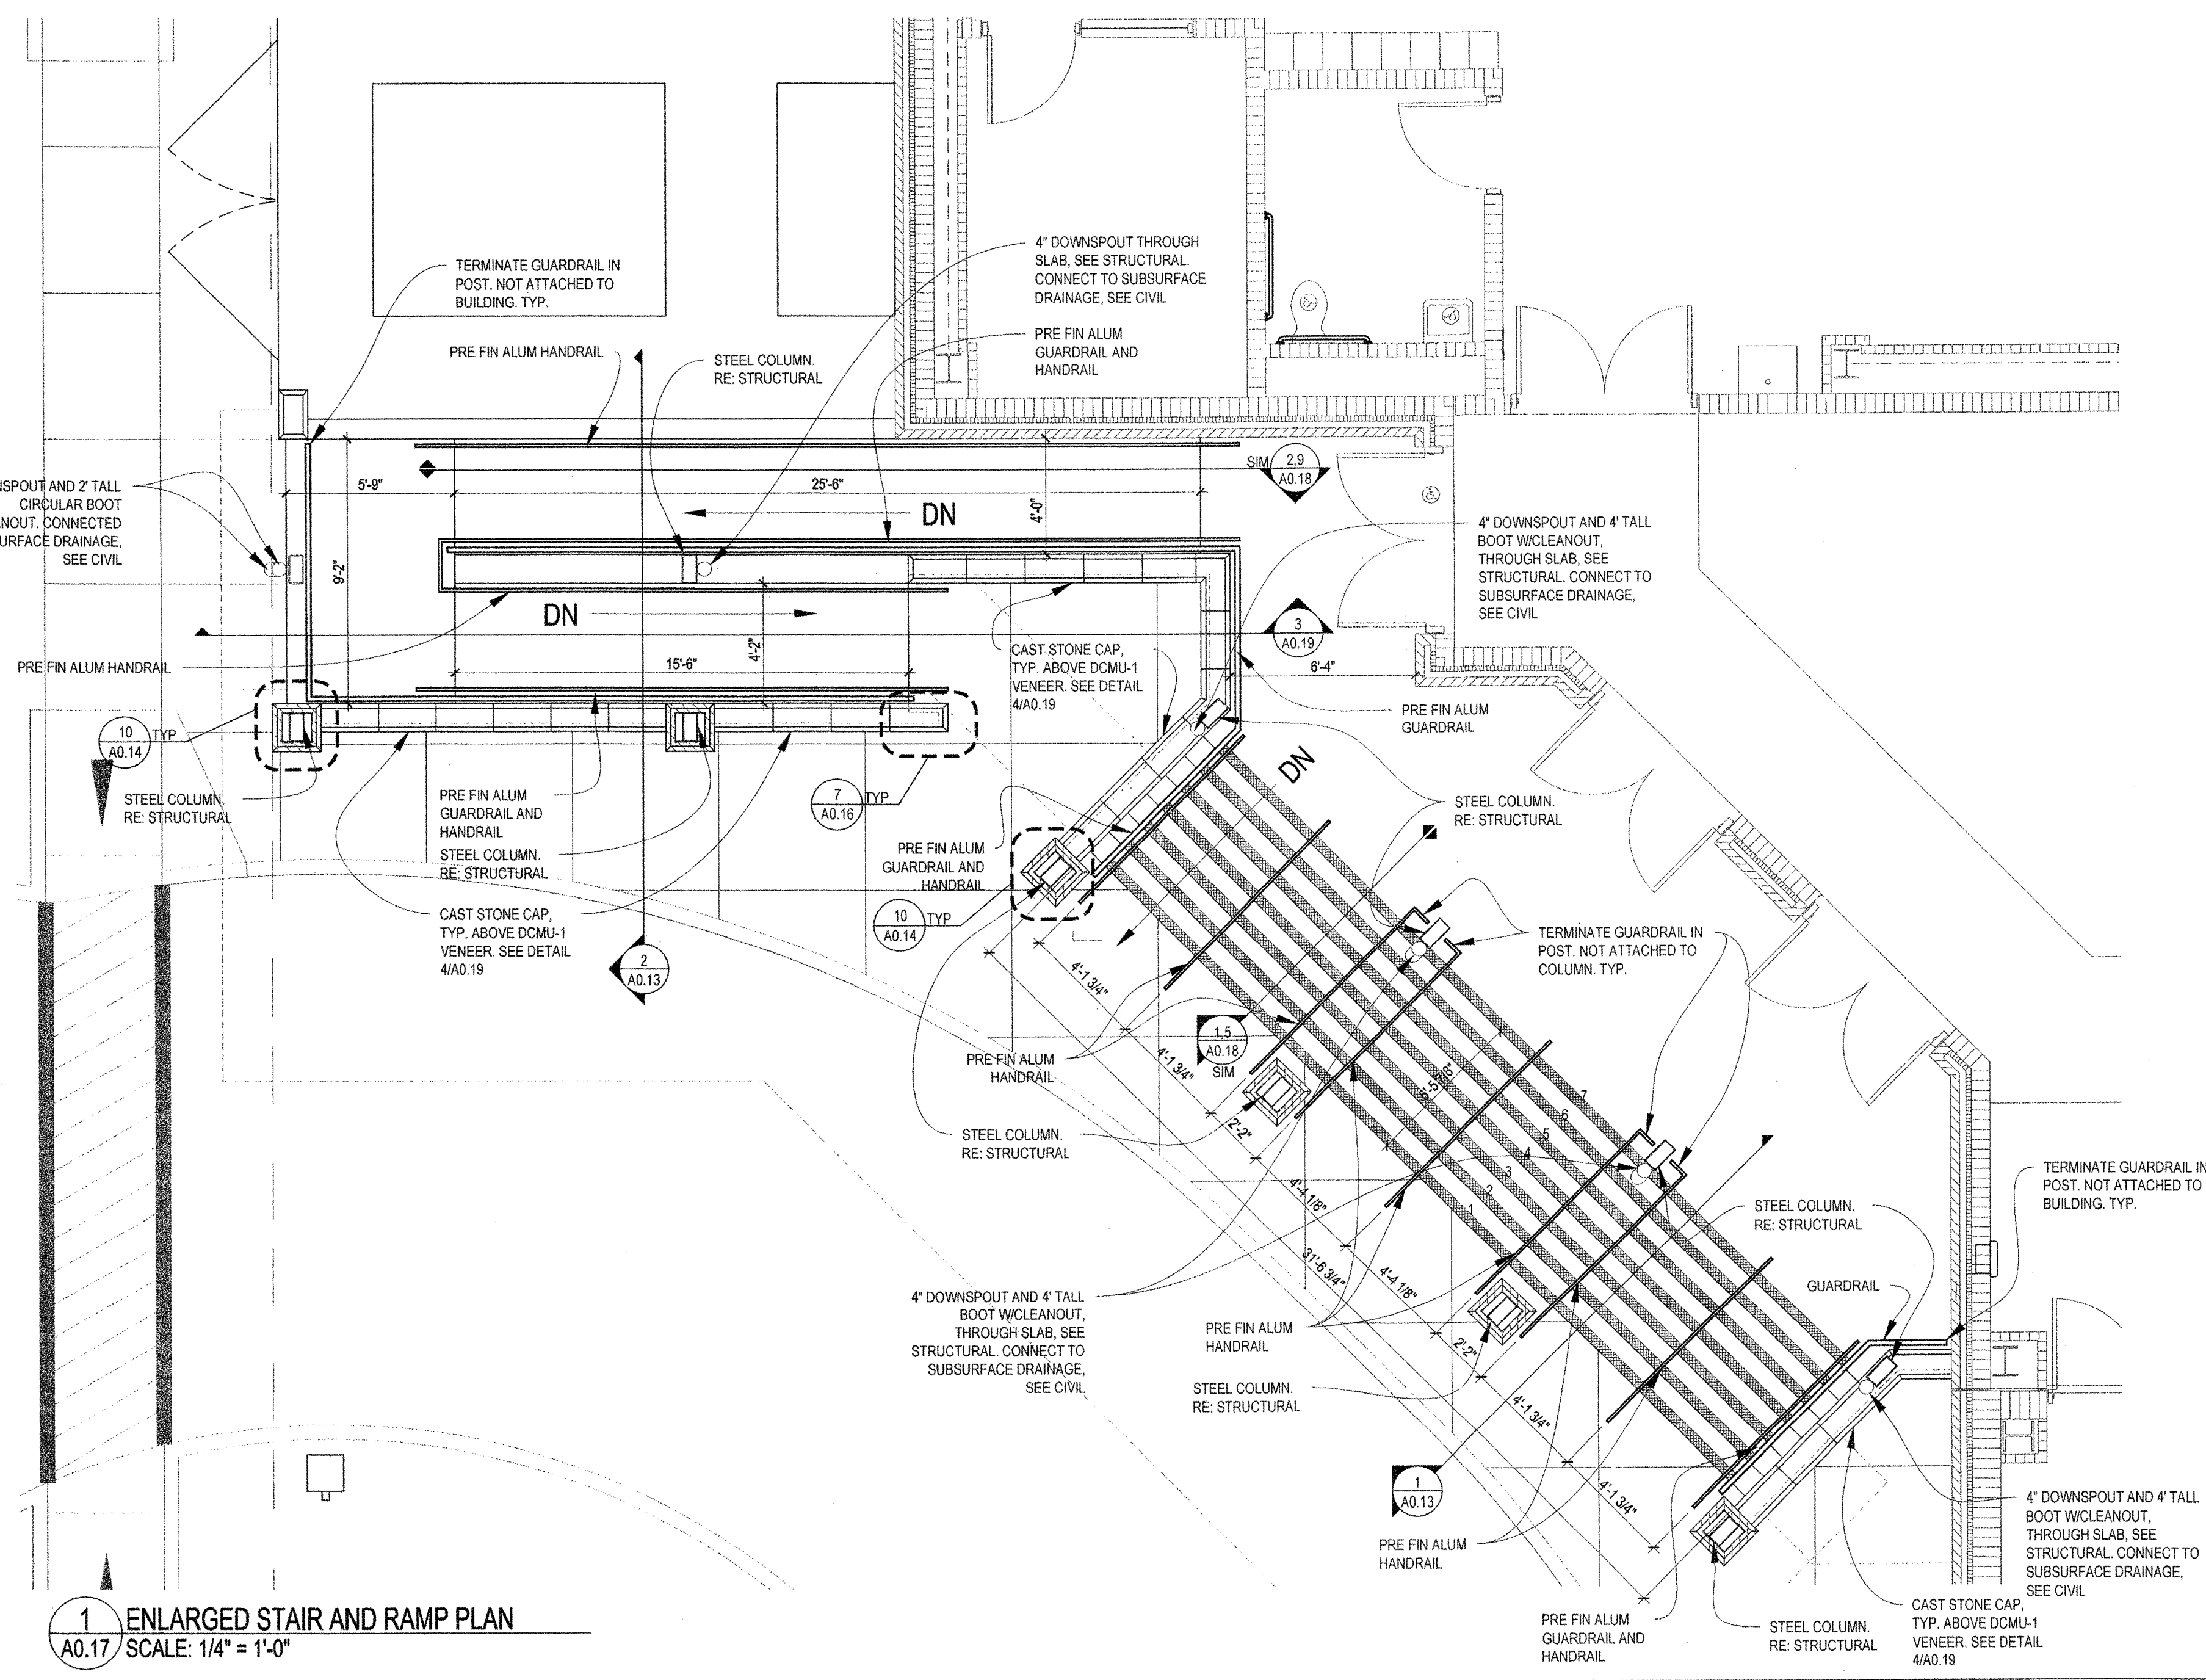 4" DOWNSPOUT THROUGH
SLAB, SEE STRUCTURAL.
CONNECT TO SUBSURFACE
DRAINAGE, SEE CIVIL
TERMINATE GUARDRAIL IN
POST. NOT ATTACHED TO
BUILDING. TYP.
PRE FIN ALUM
GUARDRAIL AND
HANDRAIL
PRE FIN ALUM HANDRAIL
STEEL COLUMN.
RE: STRUCTURAL
SIM
2,9
A0.18
NSPOUT AND 2' TALL
CIRCULAR BOOT
NOUT. CONNECTED
URFACE DRAINAGE,
SEE CIVIL
5'-9"
25'-6"
4'-0"
DN
4" DOWNSPOUT AND 4' TALL
BOOT W/CLEANOUT,
THROUGH SLAB, SEE
STRUCTURAL. CONNECT TO
SUBSURFACE DRAINAGE,
SEE CIVIL
9'-2"
DN
3
A0.19
PRE FIN ALUM HANDRAIL
15'-6"
4'-2"
CAST STONE CAP,
TYP. ABOVE DCMU-1
VENEER. SEE DETAIL
4/A0.19
6'-4"
PRE FIN ALUM
GUARDRAIL
10
A0.14
TYP
STEEL COLUMN.
RE: STRUCTURAL
PRE FIN ALUM
GUARDRAIL AND
HANDRAIL
STEEL COLUMN.
RE: STRUCTURAL
7
A0.16
TYP
DN
STEEL COLUMN.
RE: STRUCTURAL
PRE FIN ALUM
GUARDRAIL AND
HANDRAIL
10
A0.14
TYP
CAST STONE CAP,
TYP. ABOVE DCMU-1
VENEER. SEE DETAIL
4/A0.19
2
A0.13
TERMINATE GUARDRAIL IN
POST. NOT ATTACHED TO
COLUMN. TYP.
4'-1 3/4"
4'-1 3/4"
2'-2"
4'-4 1/8"
31'-6 3/4"
4'-4 1/8"
2'-2"
4'-1 3/4"
4'-1 3/4"
1,5
A0.18
SIM
PRE FIN ALUM
HANDRAIL
7
6
5
4
3
2
1
STEEL COLUMN.
RE: STRUCTURAL
TERMINATE GUARDRAIL IN
POST. NOT ATTACHED TO
BUILDING. TYP.
STEEL COLUMN.
RE: STRUCTURAL
GUARDRAIL
4" DOWNSPOUT AND 4' TALL
BOOT W/CLEANOUT,
THROUGH SLAB, SEE
STRUCTURAL. CONNECT TO
SUBSURFACE DRAINAGE,
SEE CIVIL
PRE FIN ALUM
HANDRAIL
STEEL COLUMN.
RE: STRUCTURAL
1
A0.13
PRE FIN ALUM
HANDRAIL
4" DOWNSPOUT AND 4' TALL
BOOT W/CLEANOUT,
THROUGH SLAB, SEE
STRUCTURAL. CONNECT TO
SUBSURFACE DRAINAGE,
SEE CIVIL
PRE FIN ALUM
GUARDRAIL AND
HANDRAIL
STEEL COLUMN.
RE: STRUCTURAL
CAST STONE CAP,
TYP. ABOVE DCMU-1
VENEER. SEE DETAIL
4/A0.19
1
A0.17
ENLARGED STAIR AND RAMP PLAN
SCALE: 1/4" = 1'-0"